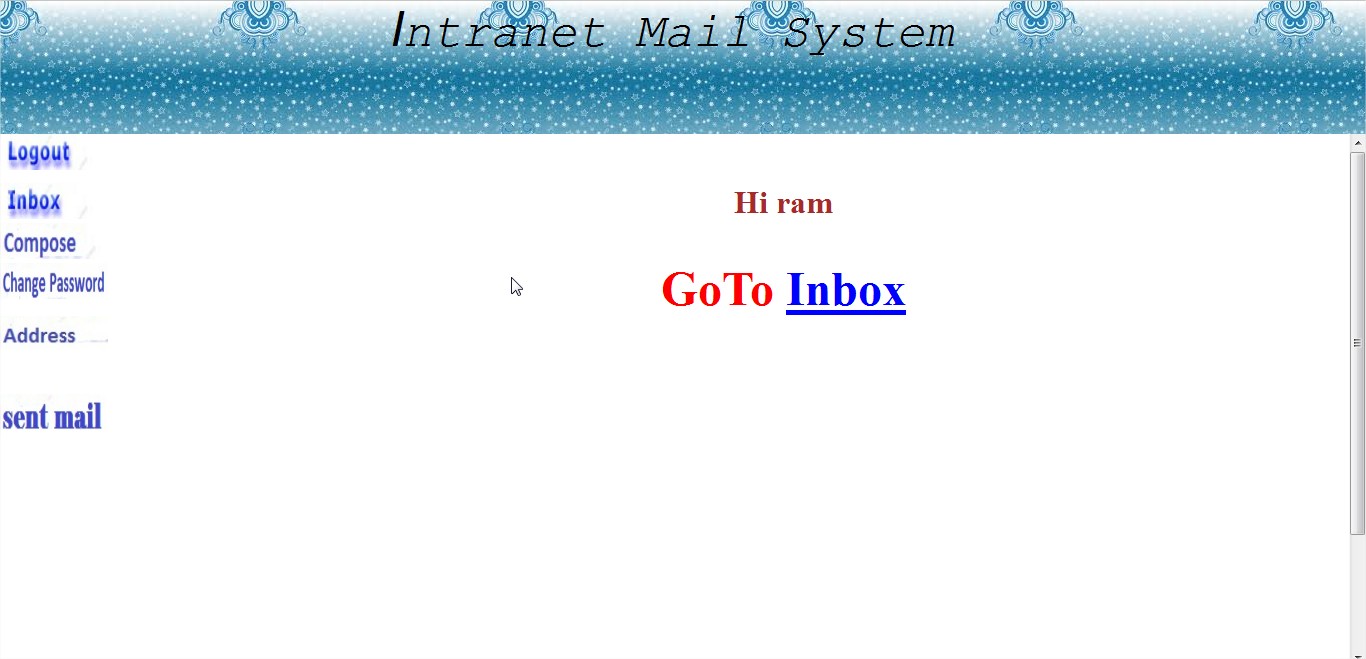 Intranet Mail System
Logout
Inbox
Compose
Change Password
Address
sent mail
Hi ram
GoTo Inbox